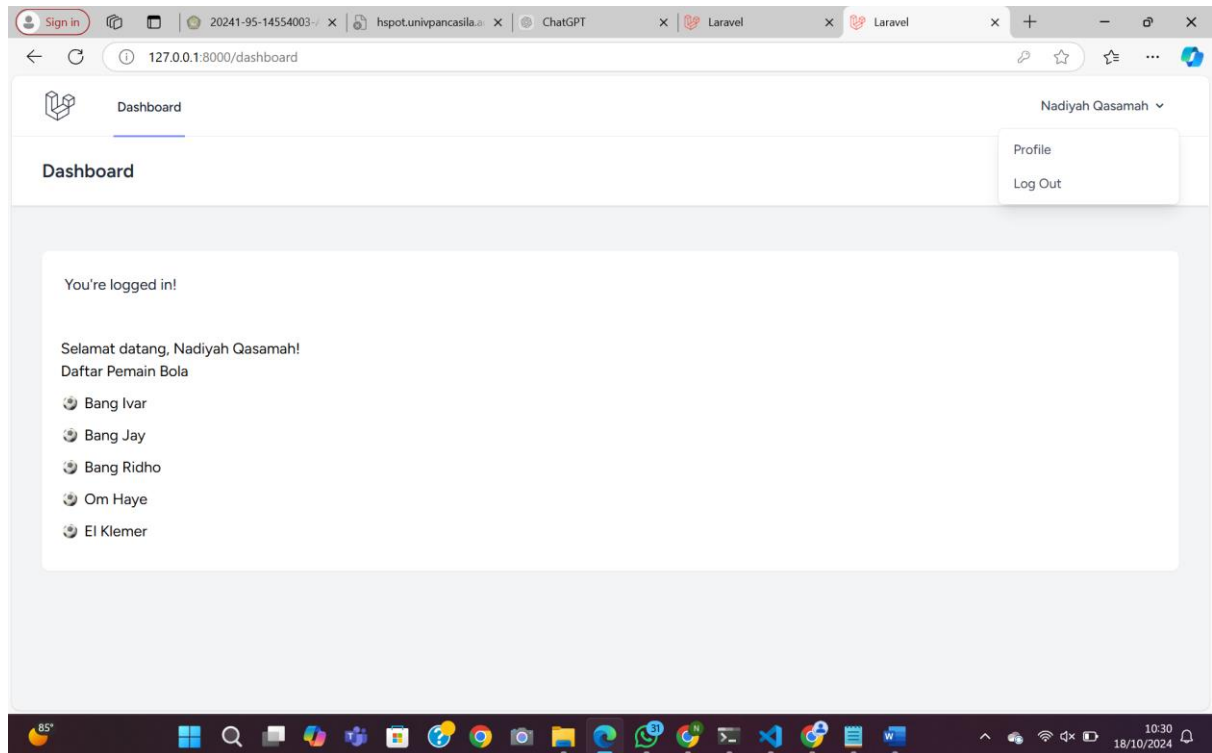 Sign in
20241-95-14554003-
hspot.univpancasila.a
ChatGPT
Laravel
Laravel
127.0.0.1:8000/dashboard
Dashboard
Nadiyah Qasamah
Profile
Log Out
Dashboard
You're logged in!
Selamat datang, Nadiyah Qasamah!
Daftar Pemain Bola
Bang Ivar
Bang Jay
Bang Ridho
Om Haye
El Klemer
85°
31
N
10:30
18/10/2024